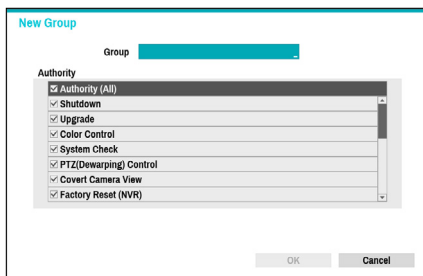 New Group
Group
Authority
Authority (All)
Shutdown
Upgrade
Color Control
System Check
PTZ(Dewarping) Control
Covert Camera View
Factory Reset (NVR)
OK Cancel